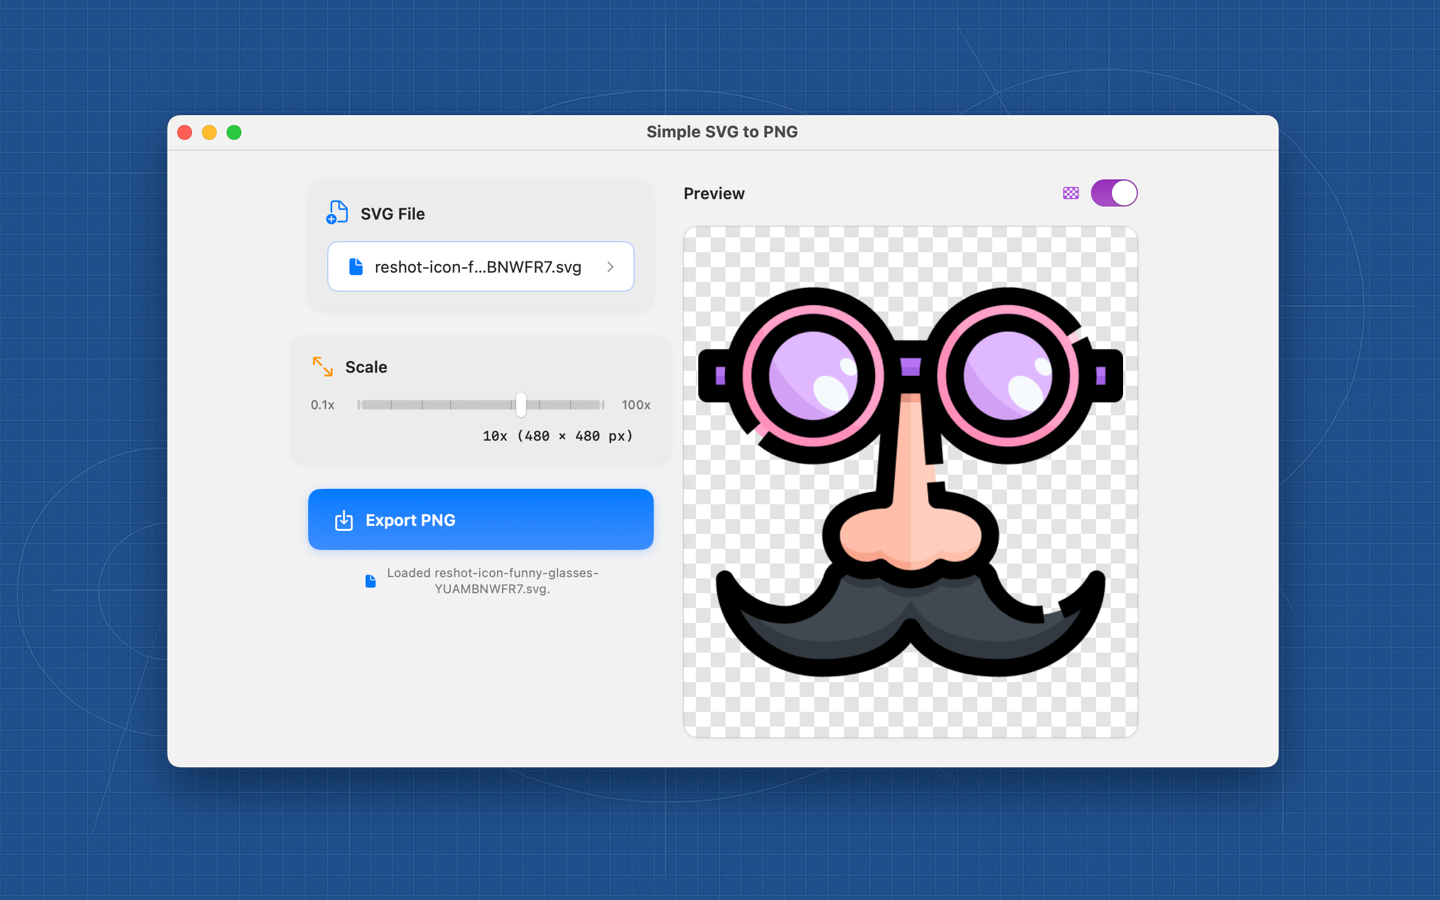 Simple SVG to PNG
SVG File
reshot-icon-f...BNWFR7.svg
Scale
0.1x
100x
10x (480 × 480 px)
Export PNG
Loaded reshot-icon-funny-glasses-
YUAMBNWFR7.svg.
Preview